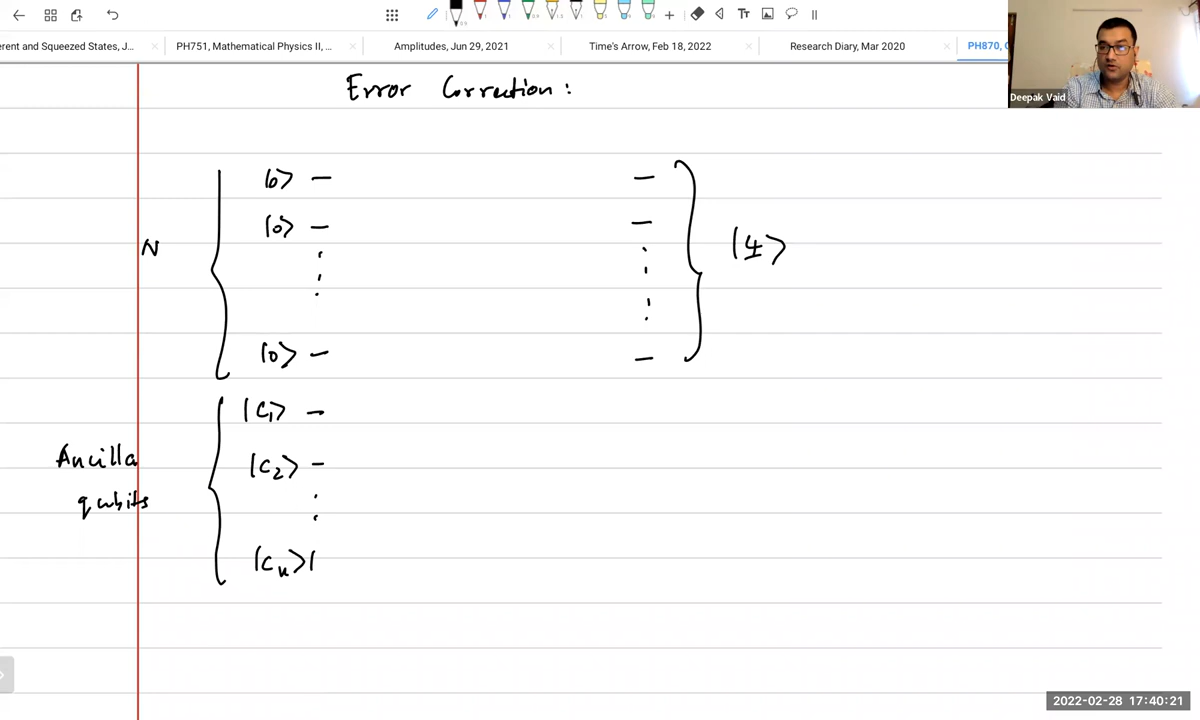 erent and Squeezed States, J...
PH751, Mathematical Physics II, ...
Amplitudes, Jun 29, 2021
Time's Arrow, Feb 18, 2022
Research Diary, Mar 2020
PH870, Q
Deepak Vaid
Error Correction:
|0> —
|0> —
N
|ψ>
|0> —
|c₁> —
Ancilla
|c₂> —
qubits
|cₙ>|
2022-02-28 17:40:21